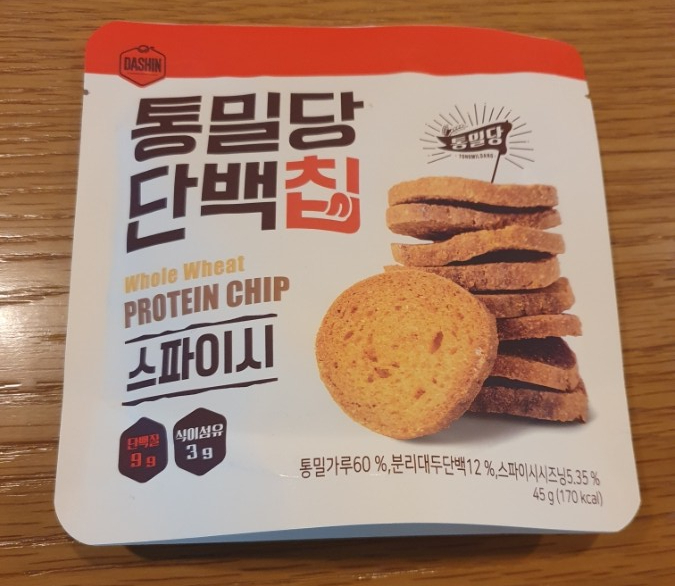 DASHIN
통밀당
단백칩
통밀당
TONGMILDANG
Whole Wheat
PROTEIN CHIP
스파이시
단백질
9 g
식이섬유
3 g
통밀가루60 %,분리대두단백12 %,스파이시시즈닝5.35 %
45 g (170 kcal)